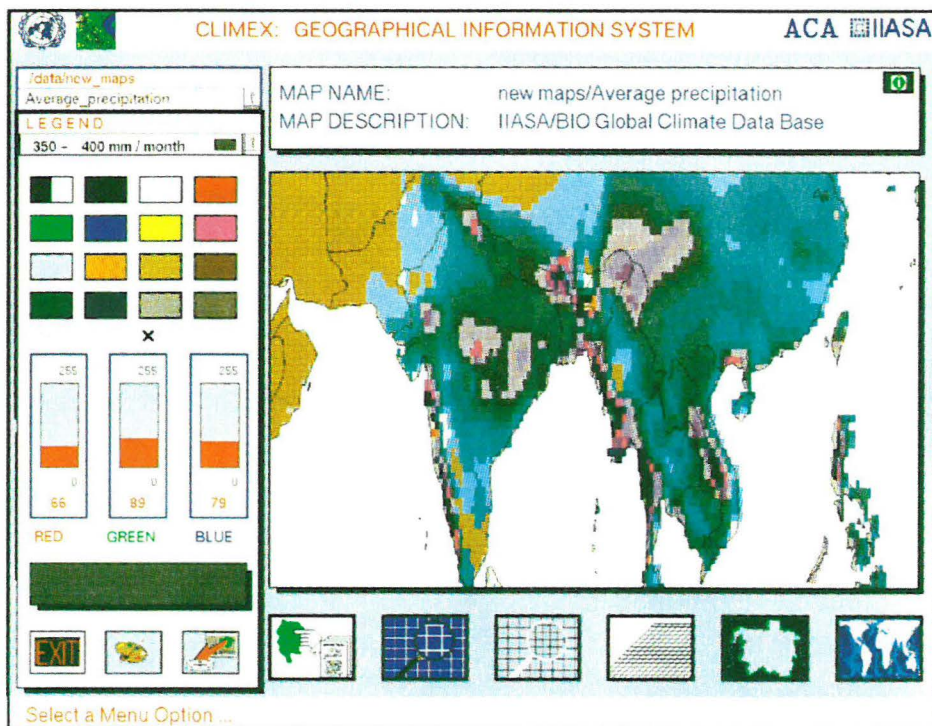 CLIMEX: GEOGRAPHICAL INFORMATION SYSTEM
ACA IIASA
/data/new_maps
Average_precipitation
LEGEND
350 - 400 mm / month
MAP NAME: new maps/Average precipitation
MAP DESCRIPTION: IIASA/BIO Global Climate Data Base
255 255 255
0 0 0
66 89 79
RED GREEN BLUE
EXIT
Select a Menu Option ...